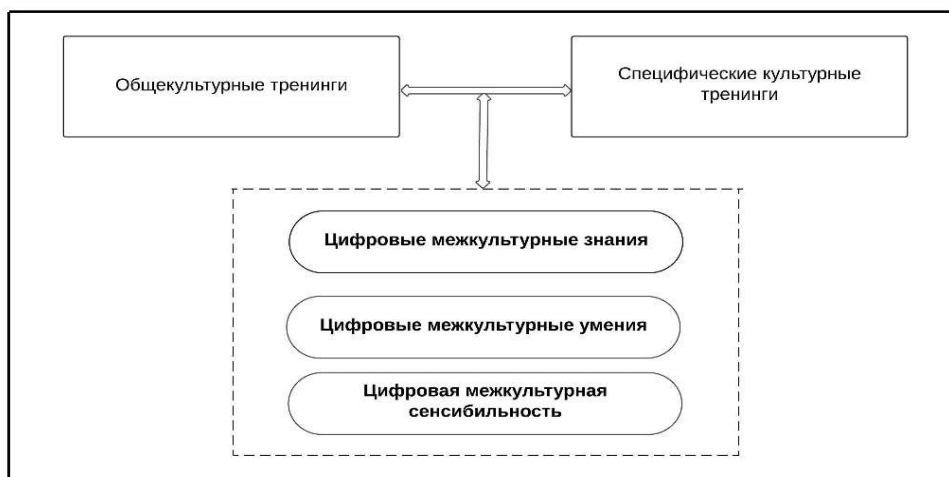 Общекультурные тренинги
Специфические культурные
тренинги
Цифровые межкультурные знания
Цифровые межкультурные умения
Цифровая межкультурная
сенсибильность